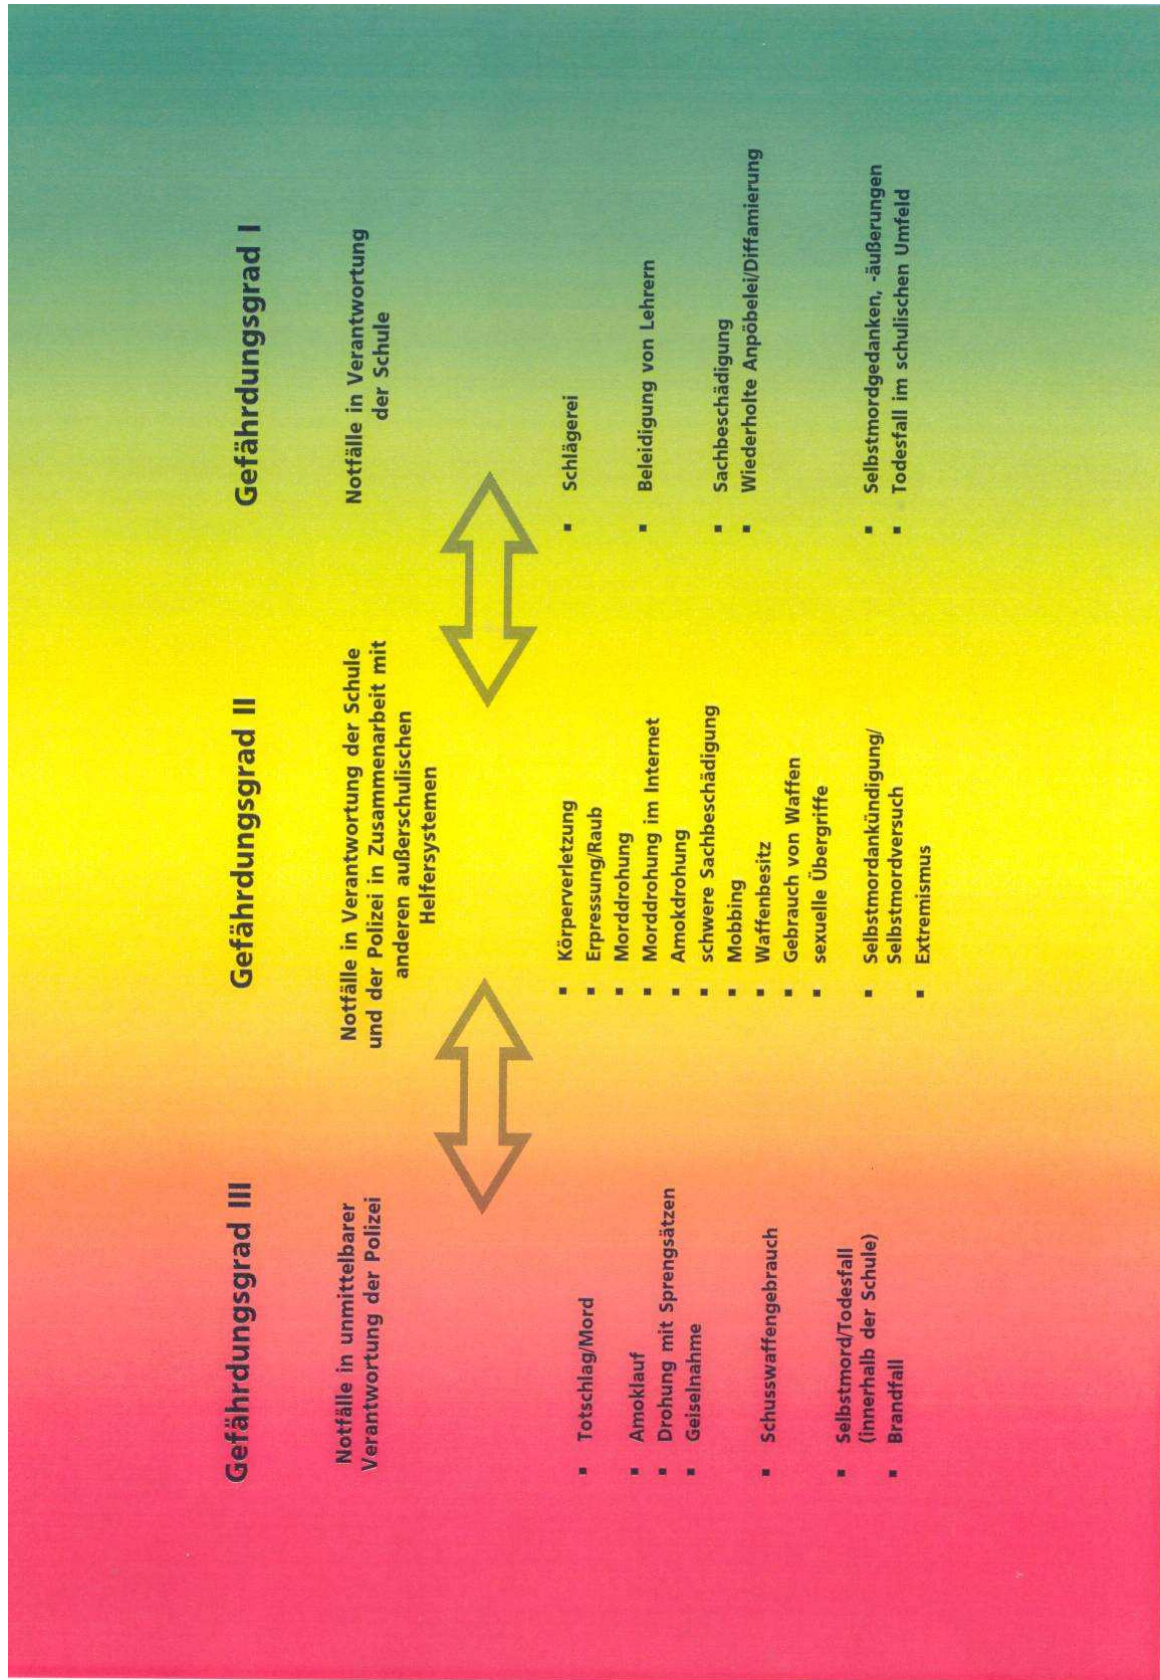 Gefährdungsgrad III
Notfälle in unmittelbarer
Verantwortung der Polizei
▪ Totschlag/Mord
▪ Amoklauf
▪ Drohung mit Sprengsätzen
▪ Geiselnahme
▪ Schusswaffengebrauch
▪ Selbstmord/Todesfall
(innerhalb der Schule)
▪ Brandfall
Gefährdungsgrad II
Notfälle in Verantwortung der Schule
und der Polizei in Zusammenarbeit mit
anderen außerschulischen
Helfersystemen
▪ Körperverletzung
▪ Erpressung/Raub
▪ Morddrohung
▪ Morddrohung im Internet
▪ Amokdrohung
▪ schwere Sachbeschädigung
▪ Mobbing
▪ Waffenbesitz
▪ Gebrauch von Waffen
▪ sexuelle Übergriffe
▪ Selbstmordankündigung/
Selbstmordversuch
▪ Extremismus
Gefährdungsgrad I
Notfälle in Verantwortung
der Schule
▪ Schlägerei
▪ Beleidigung von Lehrern
▪ Sachbeschädigung
▪ Wiederholte Anpöbelei/Diffamierung
▪ Selbstmordgedanken, -äußerungen
▪ Todesfall im schulischen Umfeld